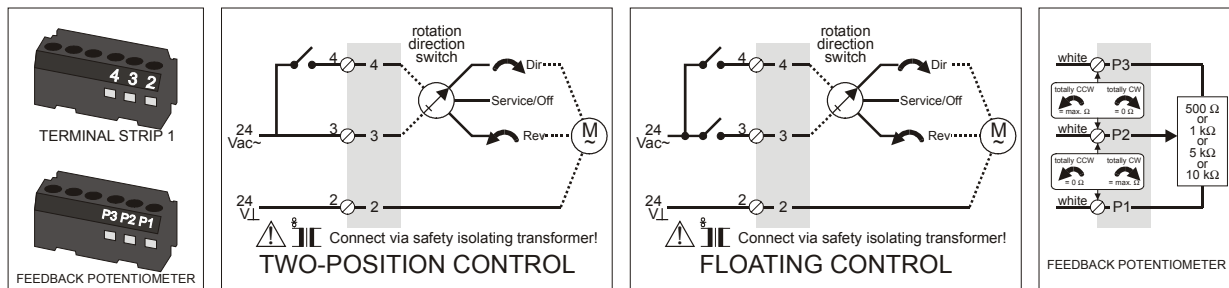 4 3 2
TERMINAL STRIP 1
P3 P2 P1
FEEDBACK POTENTIOMETER
rotation
direction
switch
4
4
Dir
Service/Off
24
Vac~
3
3
Rev
M
~
24
V⊥
2
2
Connect via safety isolating transformer!
TWO-POSITION CONTROL
rotation
direction
switch
4
4
Dir
Service/Off
24
Vac~
3
3
Rev
M
~
24
V⊥
2
2
Connect via safety isolating transformer!
FLOATING CONTROL
white
P3
totally CCW
= max. Ω
totally CW
= 0 Ω
white
P2
totally CCW
= 0 Ω
totally CW
= max. Ω
white
P1
500 Ω
or
1 kΩ
or
5 kΩ
or
10 kΩ
FEEDBACK POTENTIOMETER